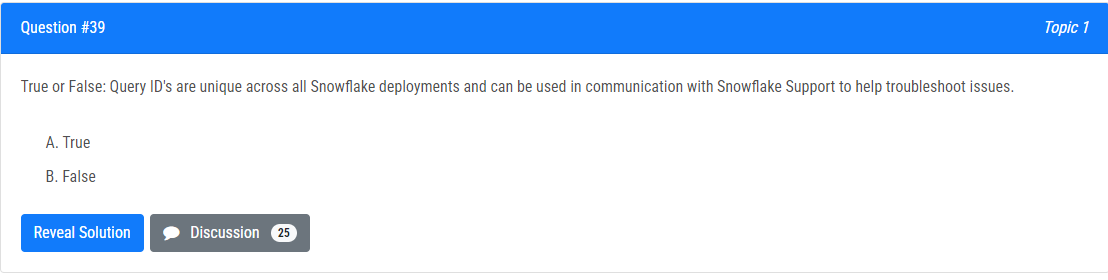 Question #39
Topic 1
True or False: Query ID's are unique across all Snowflake deployments and can be used in communication with Snowflake Support to help troubleshoot issues.
A. True
B. False
Reveal Solution
Discussion 25